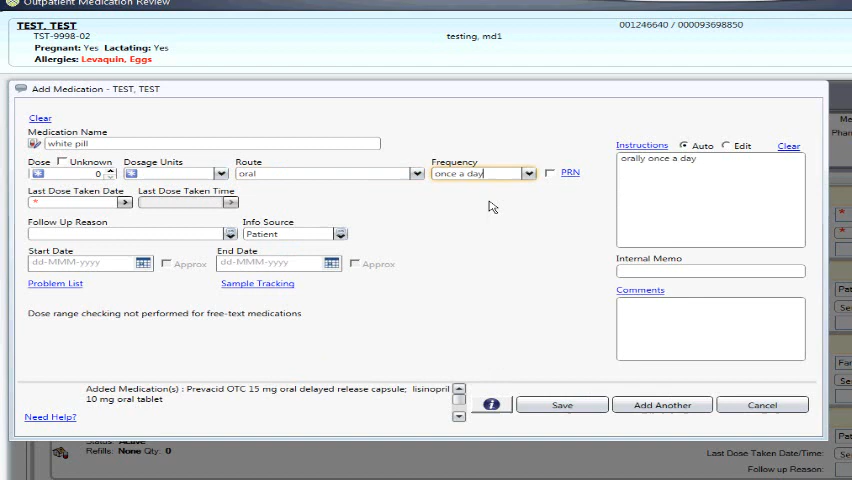 Outpatient Medication Review
TEST, TEST
001246640 / 000093698850
TST-9998-02
testing, md1
Pregnant: Yes Lactating: Yes
Allergies: Levaquin, Eggs
Add Medication - TEST, TEST
Clear
Medication Name
white pill
Dose Unknown Dosage Units Route Frequency
0 oral once a day PRN
Last Dose Taken Date Last Dose Taken Time
*
Follow Up Reason Info Source
Patient
Start Date End Date
dd-MMM-yyyy Approx dd-MMM-yyyy Approx
Problem List Sample Tracking
Dose range checking not performed for free-text medications
Instructions Auto Edit Clear
orally once a day
Internal Memo
Comments
Added Medication(s) : Prevacid OTC 15 mg oral delayed release capsule; lisinopril
10 mg oral tablet
Need Help?
Save Add Another Cancel
Status: Active
Refills: None Qty: 0
Last Dose Taken Date/Time:
Follow up Reason: